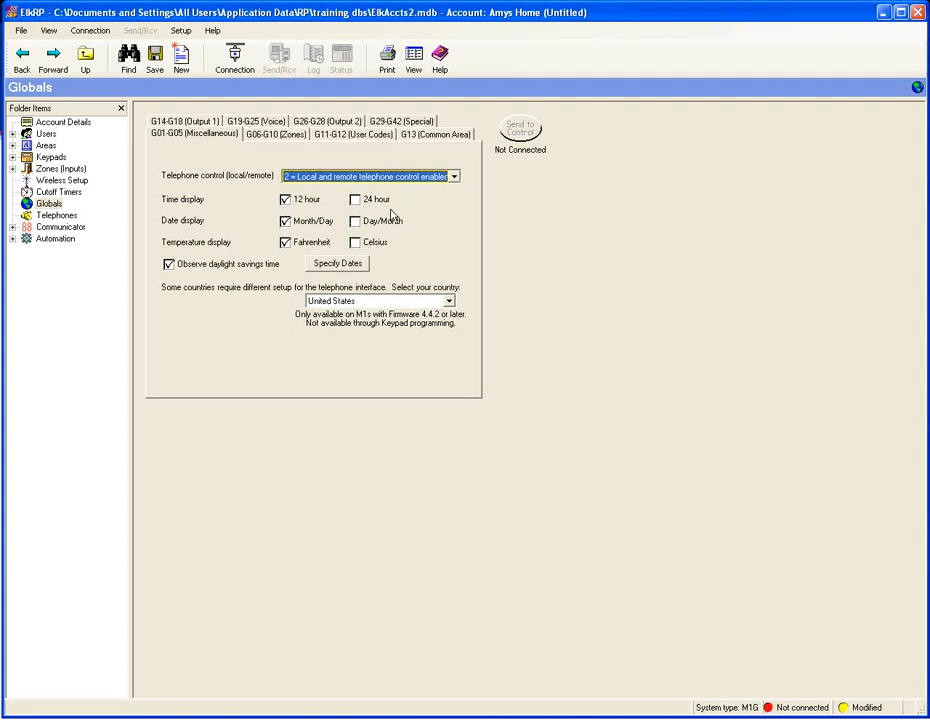 ElkRP - C:\Documents and Settings\All Users\Application Data\RP\training dbs\ElkAccts2.mdb - Account: Amys Home (Untitled)
File View Connection Send/Rcv Setup Help
Back Forward Up Find Save New Connection Send/Rcv Log Status Print View Help
Globals
Folder Items
Account Details
Users
Areas
Keypads
Zones (Inputs)
Wireless Setup
Cutoff Timers
Globals
Telephones
Communicator
Automation
G14-G18 (Output 1) G19-G25 (Voice) G26-G28 (Output 2) G29-G42 (Special)
G01-G05 (Miscellaneous) G06-G10 (Zones) G11-G12 (User Codes) G13 (Common Area)
Telephone control (local/remote) 2 = Local and remote telephone control enabled
Time display 12 hour 24 hour
Date display Month/Day Day/Month
Temperature display Fahrenheit Celsius
Observe daylight savings time Specify Dates
Some countries require different setup for the telephone interface. Select your country:
United States
Only available on M1s with Firmware 4.4.2 or later.
Not available through Keypad programming.
Send to
Control
Not Connected
System type: M1G Not connected Modified